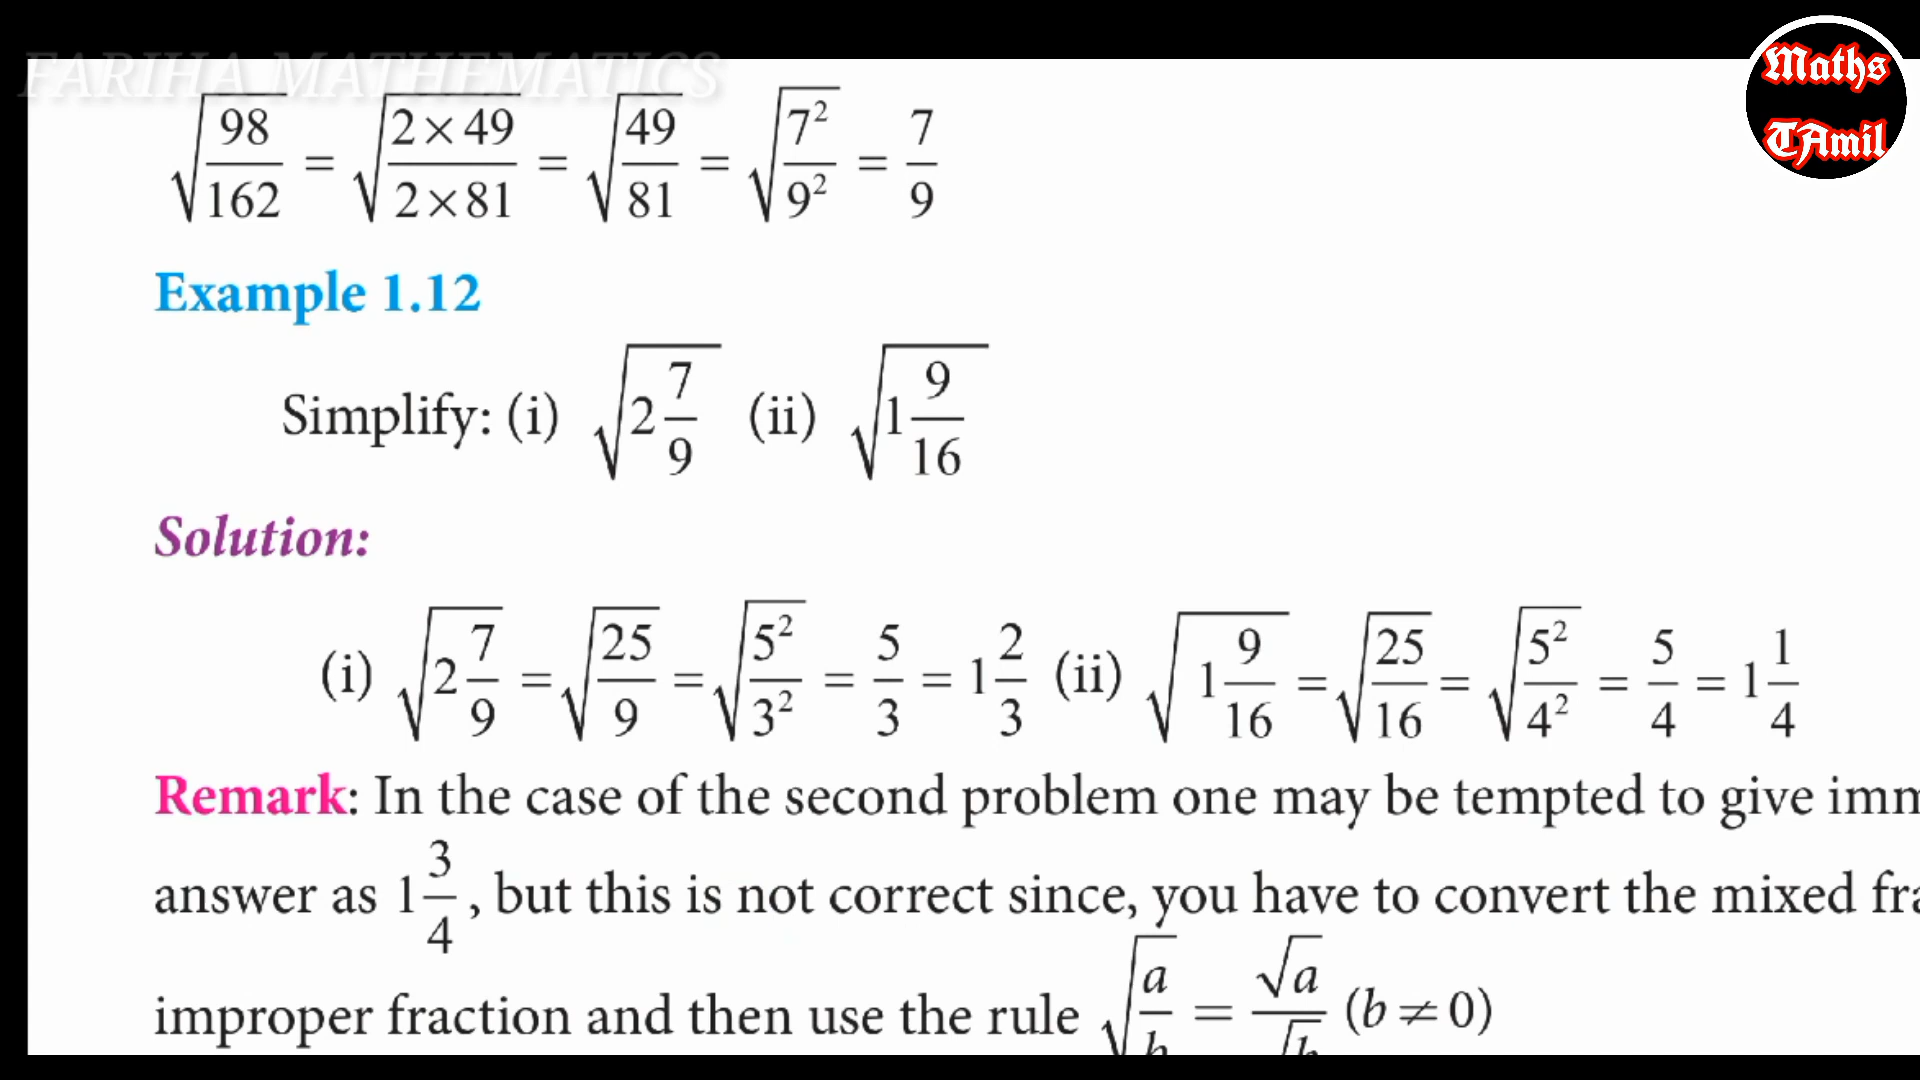 FARIHA MATHEMATICS
Maths
TAmil
√(98/162) = √((2×49)/(2×81)) = √(49/81) = √(7²/9²) = 7/9
Example 1.12
Simplify: (i) √(2 7/9) (ii) √(1 9/16)
Solution:
(i) √(2 7/9) = √(25/9) = √(5²/3²) = 5/3 = 1 2/3 (ii) √(1 9/16) = √(25/16) = √(5²/4²) = 5/4 = 1 1/4
Remark: In the case of the second problem one may be tempted to give
answer as 1 3/4, but this is not correct since, you have to convert the mixed
improper fraction and then use the rule √(a/b) = √a/√b (b ≠ 0)